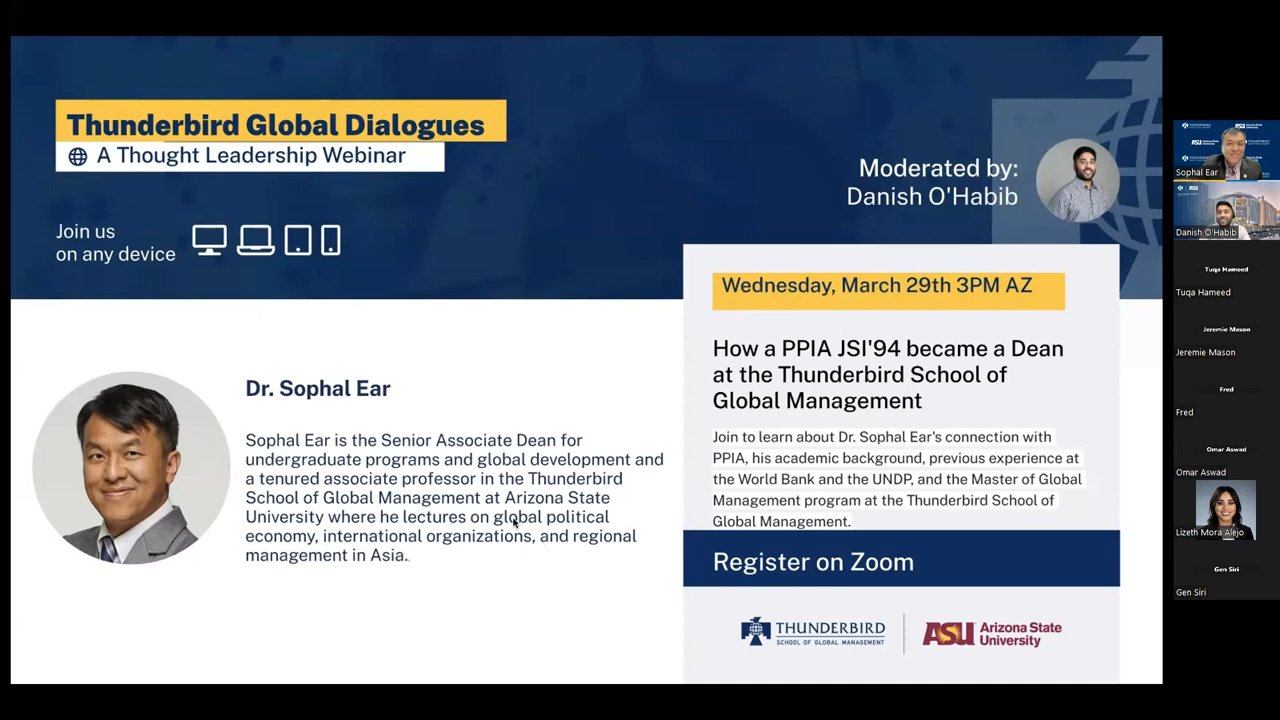 Thunderbird Global Dialogues
A Thought Leadership Webinar
Join us
on any device
Moderated by:
Danish O'Habib
Wednesday, March 29th 3PM AZ
How a PPIA JSI'94 became a Dean
at the Thunderbird School of
Global Management
Join to learn about Dr. Sophal Ear's connection with
PPIA, his academic background, previous experience at
the World Bank and the UNDP, and the Master of Global
Management program at the Thunderbird School of
Global Management.
Register on Zoom
THUNDERBIRD
SCHOOL OF GLOBAL MANAGEMENT
ASU Arizona State
University
Dr. Sophal Ear
Sophal Ear is the Senior Associate Dean for
undergraduate programs and global development and
a tenured associate professor in the Thunderbird
School of Global Management at Arizona State
University where he lectures on global political
economy, international organizations, and regional
management in Asia.
Sophal Ear
Danish O'Habib
Tuqa Hameed
Tuqa Hameed
Jeremie Mason
Jeremie Mason
Fred
Fred
Omar Aswad
Omar Aswad
Lizeth Mora Alejo
Gen Siri
Gen Siri